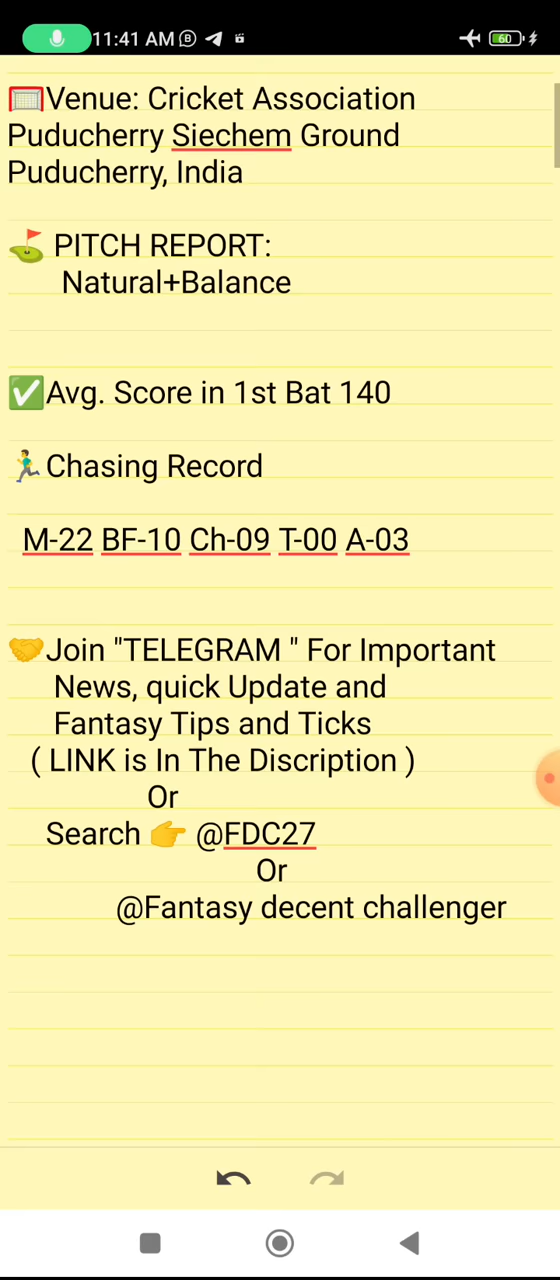 11:41 AM
60
Venue: Cricket Association
Puducherry Siechem Ground
Puducherry, India
PITCH REPORT:
Natural+Balance
Avg. Score in 1st Bat 140
Chasing Record
M-22 BF-10 Ch-09 T-00 A-03
Join "TELEGRAM " For Important
News, quick Update and
Fantasy Tips and Ticks
( LINK is In The Discription )
Or
Search 👉 @FDC27
Or
@Fantasy decent challenger